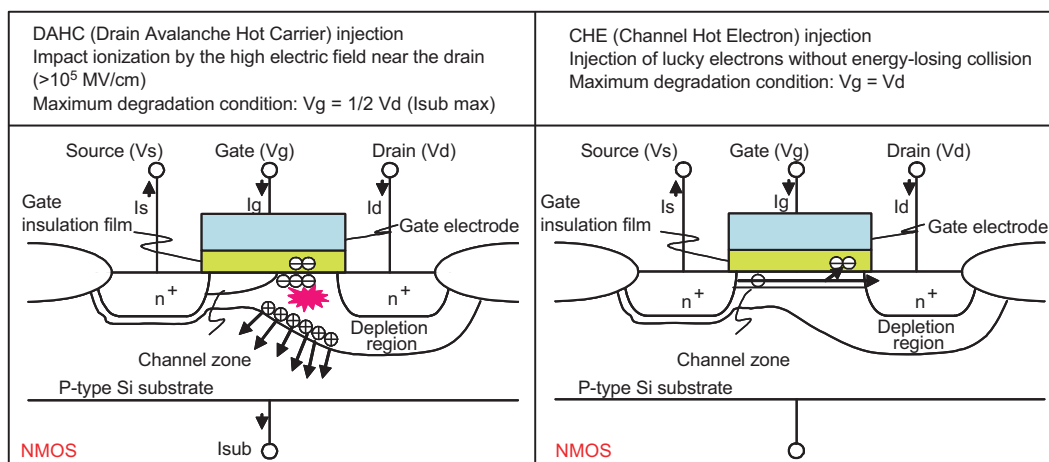 DAHC (Drain Avalanche Hot Carrier) injection
Impact ionization by the high electric field near the drain
(>10⁵ MV/cm)
Maximum degradation condition: Vg = 1/2 Vd (Isub max)
Source (Vs)
Gate (Vg)
Drain (Vd)
Is
Ig
Id
Gate
insulation film
Gate electrode
n⁺
n⁺
Depletion
region
Channel zone
P-type Si substrate
Isub
NMOS
CHE (Channel Hot Electron) injection
Injection of lucky electrons without energy-losing collision
Maximum degradation condition: Vg = Vd
Source (Vs)
Gate (Vg)
Drain (Vd)
Is
Ig
Id
Gate
insulation film
Gate electrode
n⁺
n⁺
Depletion
region
Channel zone
P-type Si substrate
NMOS